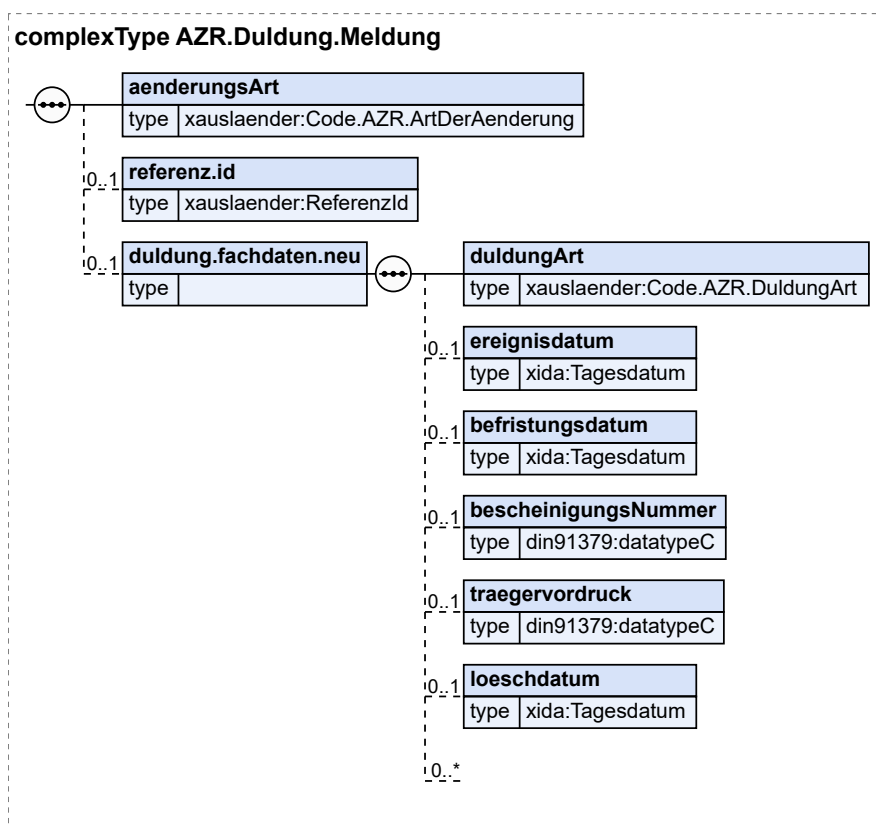 complexType AZR.Duldung.Meldung
aenderungsArt
type xauslaender:Code.AZR.ArtDerAenderung
0..1 referenz.id
type xauslaender:ReferenzId
0..1 duldung.fachdaten.neu
type
duldungArt
type xauslaender:Code.AZR.DuldungArt
0..1 ereignisdatum
type xida:Tagesdatum
0..1 befristungsdatum
type xida:Tagesdatum
0..1 bescheinigungsNummer
type din91379:datatypeC
0..1 traegervordruck
type din91379:datatypeC
0..1 loeschdatum
type xida:Tagesdatum
0..*